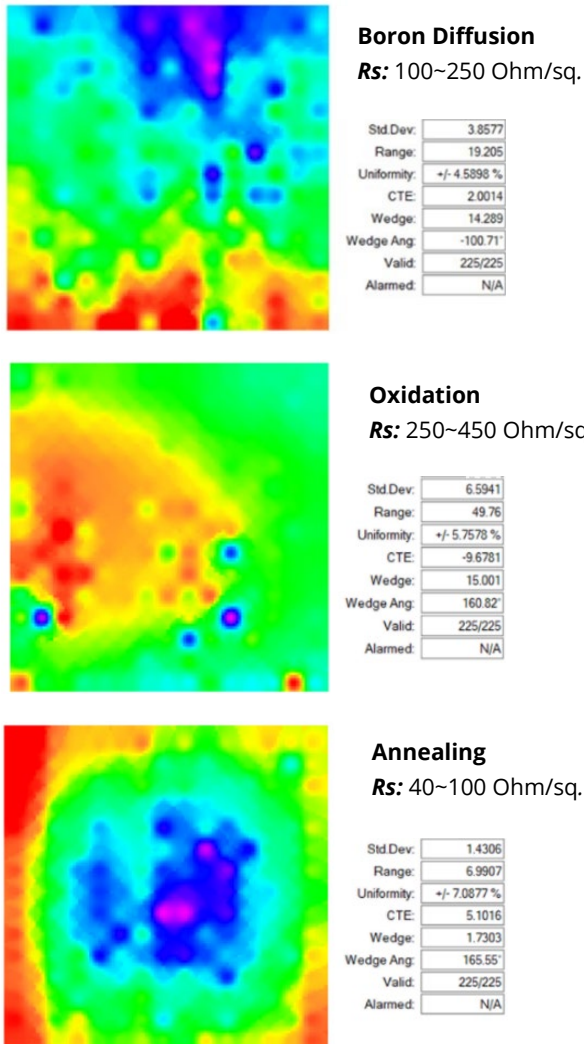 Boron Diffusion
Rs: 100~250 Ohm/sq.
Std.Dev: 3.8577
Range: 19.205
Uniformity: +/- 4.5898 %
CTE: 2.0014
Wedge: 14.289
Wedge Ang: -100.71°
Valid: 225/225
Alarmed: N/A
Oxidation
Rs: 250~450 Ohm/sq
Std.Dev: 6.5941
Range: 49.76
Uniformity: +/- 5.7578 %
CTE: -9.6781
Wedge: 15.001
Wedge Ang: 160.82°
Valid: 225/225
Alarmed: N/A
Annealing
Rs: 40~100 Ohm/sq.
Std.Dev: 1.4306
Range: 6.9907
Uniformity: +/- 7.0877 %
CTE: 5.1016
Wedge: 1.7303
Wedge Ang: 165.55°
Valid: 225/225
Alarmed: N/A